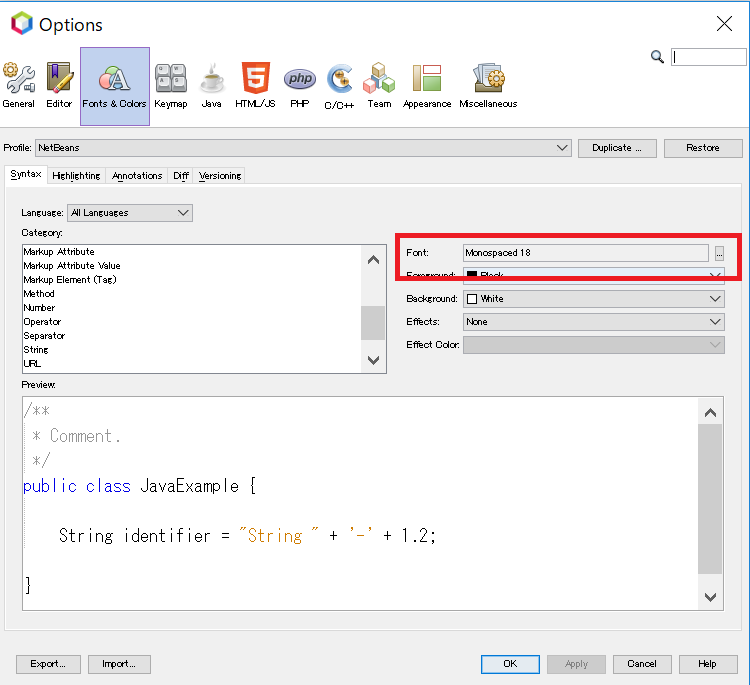 Options
General Editor Fonts & Colors Keymap Java HTML/JS PHP C/C++ Team Appearance Miscellaneous
Profile: NetBeans Duplicate ... Restore
Syntax Highlighting Annotations Diff Versioning
Language: All Languages
Category:
Markup Attribute
Markup Attribute Value
Markup Element (Tag)
Method
Number
Operator
Separator
String
URL
Font: Monospaced 18 ...
Foreground: Black
Background: White
Effects: None
Effect Color:
Preview:
/**
* Comment.
*/
public class JavaExample {
String identifier = "String " + '-' + 1.2;
}
Export... Import... OK Apply Cancel Help